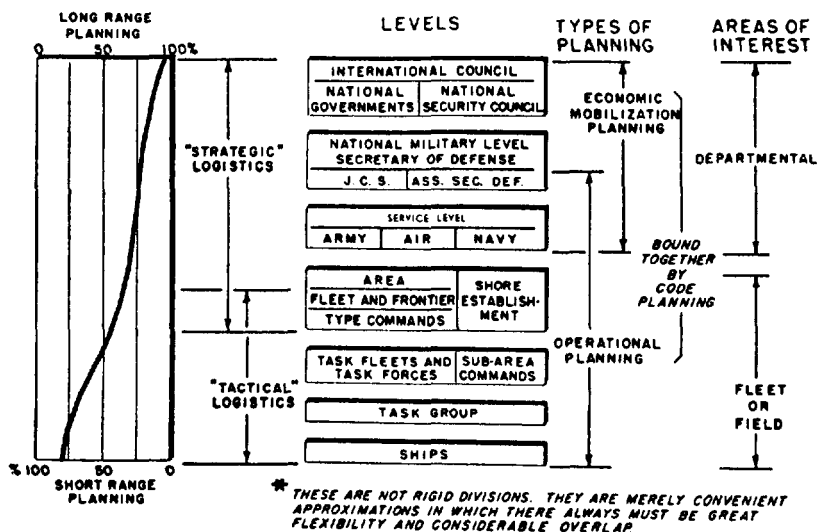 LONG RANGE
PLANNING
0 50 100%
LEVELS
TYPES OF
PLANNING
AREAS OF
INTEREST
INTERNATIONAL COUNCIL
NATIONAL
GOVERNMENTS
NATIONAL
SECURITY COUNCIL
ECONOMIC
MOBILIZATION
PLANNING
"STRATEGIC"
LOGISTICS
NATIONAL MILITARY LEVEL
SECRETARY OF DEFENSE
J.C.S. ASS. SEC. DEF.
DEPARTMENTAL
SERVICE LEVEL
ARMY AIR NAVY
BOUND
TOGETHER
BY
CODE
PLANNING
AREA
FLEET AND FRONTIER
TYPE COMMANDS
SHORE
ESTABLISH-
MENT
OPERATIONAL
PLANNING
TASK FLEETS AND
TASK FORCES
SUB-AREA
COMMANDS
"TACTICAL"
LOGISTICS
TASK GROUP
FLEET
OR
FIELD
SHIPS
% 100 50 0
SHORT RANGE
PLANNING
* THESE ARE NOT RIGID DIVISIONS. THEY ARE MERELY CONVENIENT
APPROXIMATIONS IN WHICH THERE ALWAYS MUST BE GREAT
FLEXIBILITY AND CONSIDERABLE OVERLAP